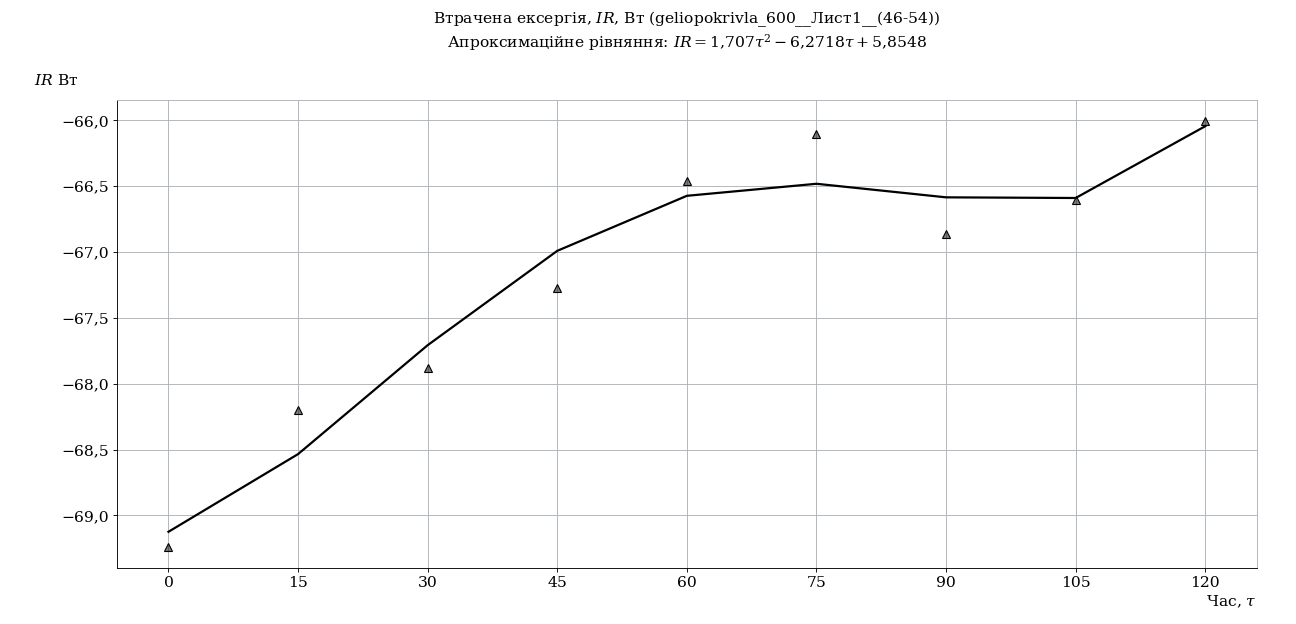 Втрачена ексергія, IR, Вт (geliopokrivla_600__Лист1__(46-54))
Апроксимаційне рівняння: IR = 1,707τ² − 6,2718τ + 5,8548
IR Вт
−66,0
−66,5
−67,0
−67,5
−68,0
−68,5
−69,0
0 15 30 45 60 75 90 105 120
Час, τ